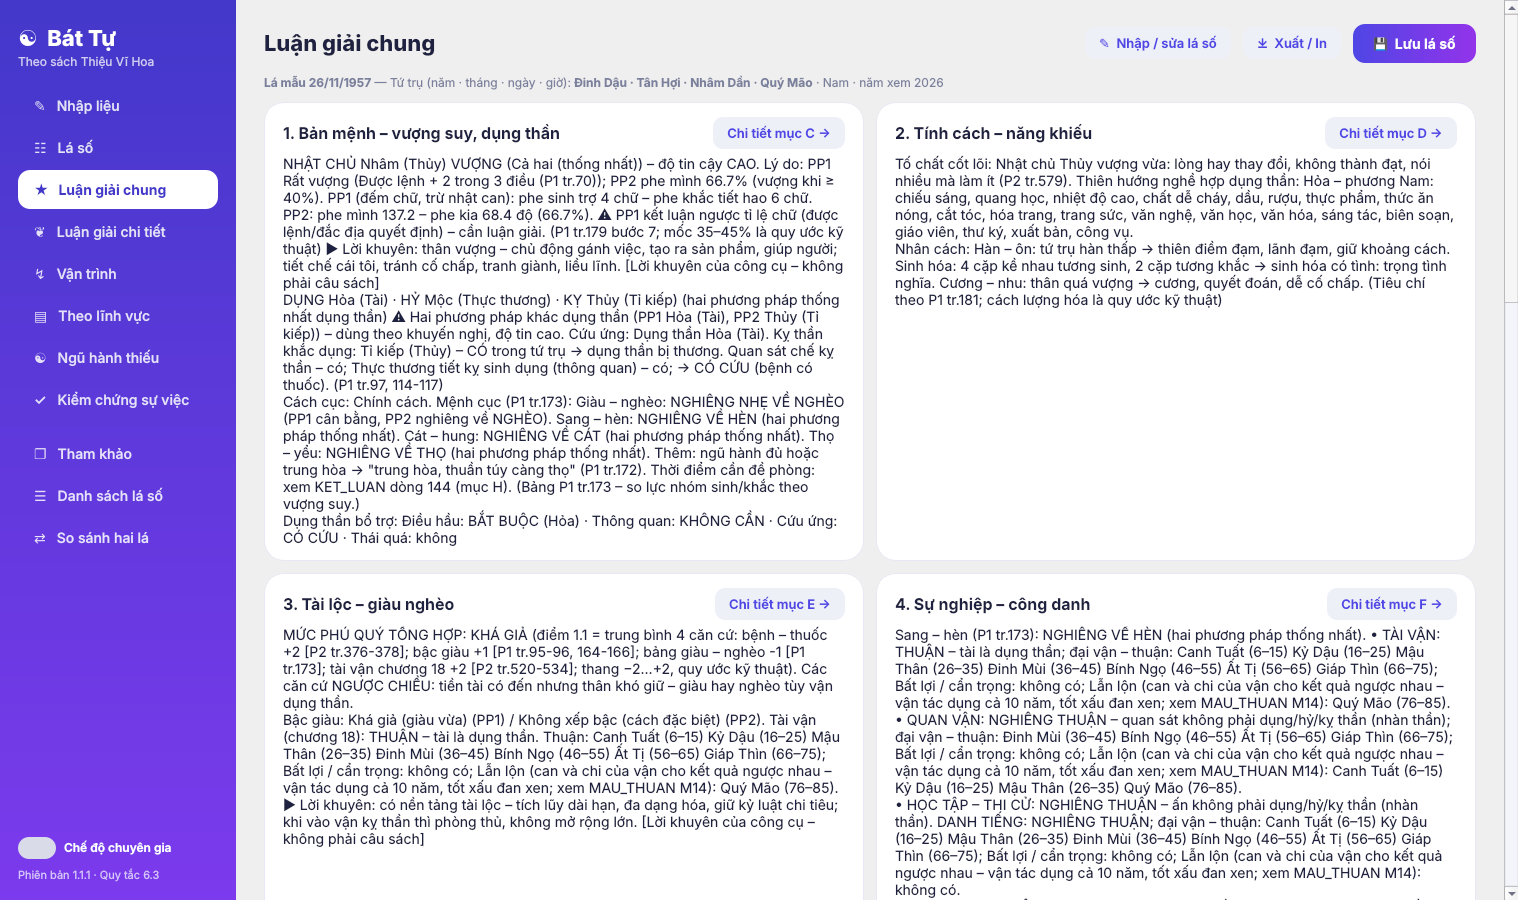 ☯ Bát Tự
Theo sách Thiệu Vĩ Hoa
✎ Nhập liệu
☷ Lá số
★ Luận giải chung
❦ Luận giải chi tiết
↯ Vận trình
▤ Theo lĩnh vực
☯ Ngũ hành thiếu
✓ Kiểm chứng sự việc
❐ Tham khảo
☰ Danh sách lá số
⇄ So sánh hai lá
Chế độ chuyên gia
Phiên bản 1.1.1 · Quy tắc 6.3
Luận giải chung
✎ Nhập / sửa lá số
Xuất / In
💾 Lưu lá số
Lá mẫu 26/11/1957 — Tứ trụ (năm · tháng · ngày · giờ): Đinh Dậu · Tân Hợi · Nhâm Dần · Quý Mão · Nam · năm xem 2026
1. Bản mệnh – vượng suy, dụng thần
Chi tiết mục C →
NHẬT CHỦ Nhâm (Thủy) VƯỢNG (Cả hai (thống nhất)) – độ tin cậy CAO. Lý do: PP1
Rất vượng (Được lệnh + 2 trong 3 điều (P1 tr.70)); PP2 phe mình 66.7% (vượng khi ≥
40%). PP1 (đếm chữ, trừ nhật can): phe sinh trợ 4 chữ – phe khắc tiết hao 6 chữ.
PP2: phe mình 137.2 – phe kia 68.4 độ (66.7%). ⚠ PP1 kết luận ngược tỉ lệ chữ (được
lệnh/đắc địa quyết định) – cần luận giải. (P1 tr.179 bước 7; mốc 35–45% là quy ước kỹ
thuật) ▶ Lời khuyên: thân vượng – chủ động gánh việc, tạo ra sản phẩm, giúp người;
tiết chế cái tôi, tránh cố chấp, tranh giành, liều lĩnh. [Lời khuyên của công cụ – không
phải câu sách]
DỤNG Hỏa (Tài) · HỶ Mộc (Thực thương) · KỴ Thủy (Tỉ kiếp) (hai phương pháp thống
nhất dụng thần) ⚠ Hai phương pháp khác dụng thần (PP1 Hỏa (Tài), PP2 Thủy (Tỉ
kiếp)) – dùng theo khuyến nghị, độ tin cao. Cứu ứng: Dụng thần Hỏa (Tài). Kỵ thần
khắc dụng: Tỉ kiếp (Thủy) – CÓ trong tứ trụ → dụng thần bị thương. Quan sát chế kỵ
thần – có; Thực thương tiết kỵ sinh dụng (thông quan) – có; → CÓ CỨU (bệnh có
thuốc). (P1 tr.97, 114-117)
Cách cục: Chính cách. Mệnh cục (P1 tr.173): Giàu – nghèo: NGHIÊNG NHẸ VỀ NGHÈO
(PP1 cân bằng, PP2 nghiêng về NGHÈO). Sang – hèn: NGHIÊNG VỀ HÈN (hai phương
pháp thống nhất). Cát – hung: NGHIÊNG VỀ CÁT (hai phương pháp thống nhất). Thọ
– yểu: NGHIÊNG VỀ THỌ (hai phương pháp thống nhất). Thêm: ngũ hành đủ hoặc
trung hòa → "trung hòa, thuần túy càng thọ" (P1 tr.172). Thời điểm cần đề phòng:
xem KET_LUAN dòng 144 (mục H). (Bảng P1 tr.173 – so lực nhóm sinh/khắc theo
vượng suy.)
Dụng thần bổ trợ: Điều hầu: BẮT BUỘC (Hỏa) · Thông quan: KHÔNG CẦN · Cứu ứng:
CÓ CỨU · Thái quá: không
2. Tính cách – năng khiếu
Chi tiết mục D →
Tố chất cốt lõi: Nhật chủ Thủy vượng vừa: lòng hay thay đổi, không thành đạt, nói
nhiều mà làm ít (P2 tr.579). Thiên hướng nghề hợp dụng thần: Hỏa – phương Nam:
chiếu sáng, quang học, nhiệt độ cao, chất dễ cháy, dầu, rượu, thực phẩm, thức ăn
nóng, cắt tóc, hóa trang, trang sức, văn nghệ, văn học, văn hóa, sáng tác, biên soạn,
giáo viên, thư ký, xuất bản, công vụ.
Nhân cách: Hàn – ôn: tứ trụ hàn thấp → thiên điềm đạm, lãnh đạm, giữ khoảng cách.
Sinh hóa: 4 cặp kề nhau tương sinh, 2 cặp tương khắc → sinh hóa có tình: trọng tình
nghĩa. Cương – nhu: thân quá vượng → cương, quyết đoán, dễ cố chấp. (Tiêu chí
theo P1 tr.181; cách lượng hóa là quy ước kỹ thuật)
3. Tài lộc – giàu nghèo
Chi tiết mục E →
MỨC PHÚ QUÝ TỔNG HỢP: KHÁ GIẢ (điểm 1.1 = trung bình 4 căn cứ: bệnh – thuốc
+2 [P2 tr.376-378]; bậc giàu +1 [P1 tr.95-96, 164-166]; bảng giàu – nghèo -1 [P1
tr.173]; tài vận chương 18 +2 [P2 tr.520-534]; thang −2…+2, quy ước kỹ thuật). Các
căn cứ NGƯỢC CHIỀU: tiền tài có đến nhưng thân khó giữ – giàu hay nghèo tùy vận
dụng thần.
Bậc giàu: Khá giả (giàu vừa) (PP1) / Không xếp bậc (cách đặc biệt) (PP2). Tài vận
(chương 18): THUẬN – tài là dụng thần. Thuận: Canh Tuất (6–15) Kỷ Dậu (16–25) Mậu
Thân (26–35) Đinh Mùi (36–45) Bính Ngọ (46–55) Ất Tị (56–65) Giáp Thìn (66–75);
Bất lợi / cẩn trọng: không có; Lẫn lộn (can và chi của vận cho kết quả ngược nhau –
vận tác dụng cả 10 năm, tốt xấu đan xen; xem MAU_THUAN M14): Quý Mão (76–85).
▶ Lời khuyên: có nền tảng tài lộc – tích lũy dài hạn, đa dạng hóa, giữ kỷ luật chi tiêu;
khi vào vận kỵ thần thì phòng thủ, không mở rộng lớn. [Lời khuyên của công cụ –
không phải câu sách]
4. Sự nghiệp – công danh
Chi tiết mục F →
Sang – hèn (P1 tr.173): NGHIÊNG VỀ HÈN (hai phương pháp thống nhất). • TÀI VẬN:
THUẬN – tài là dụng thần; đại vận – thuận: Canh Tuất (6–15) Kỷ Dậu (16–25) Mậu
Thân (26–35) Đinh Mùi (36–45) Bính Ngọ (46–55) Ất Tị (56–65) Giáp Thìn (66–75);
Bất lợi / cẩn trọng: không có; Lẫn lộn (can và chi của vận cho kết quả ngược nhau –
vận tác dụng cả 10 năm, tốt xấu đan xen; xem MAU_THUAN M14): Quý Mão (76–85).
• QUAN VẬN: NGHIÊNG THUẬN – quan sát không phải dụng/hỷ/kỵ thần (nhàn thần);
đại vận – thuận: Đinh Mùi (36–45) Bính Ngọ (46–55) Ất Tị (56–65) Giáp Thìn (66–75);
Bất lợi / cẩn trọng: không có; Lẫn lộn (can và chi của vận cho kết quả ngược nhau –
vận tác dụng cả 10 năm, tốt xấu đan xen; xem MAU_THUAN M14): Canh Tuất (6–15)
Kỷ Dậu (16–25) Mậu Thân (26–35) Quý Mão (76–85).
• HỌC TẬP – THI CỬ: NGHIÊNG THUẬN – ấn không phải dụng/hỷ/kỵ thần (nhàn
thần). DANH TIẾNG: NGHIÊNG THUẬN; đại vận – thuận: Canh Tuất (6–15) Kỷ Dậu
(16–25) Mậu Thân (26–35) Đinh Mùi (36–45) Bính Ngọ (46–55) Ất Tị (56–65) Giáp
Thìn (66–75); Bất lợi / cẩn trọng: không có; Lẫn lộn (can và chi của vận cho kết quả
ngược nhau – vận tác dụng cả 10 năm, tốt xấu đan xen; xem MAU_THUAN M14):
không có.